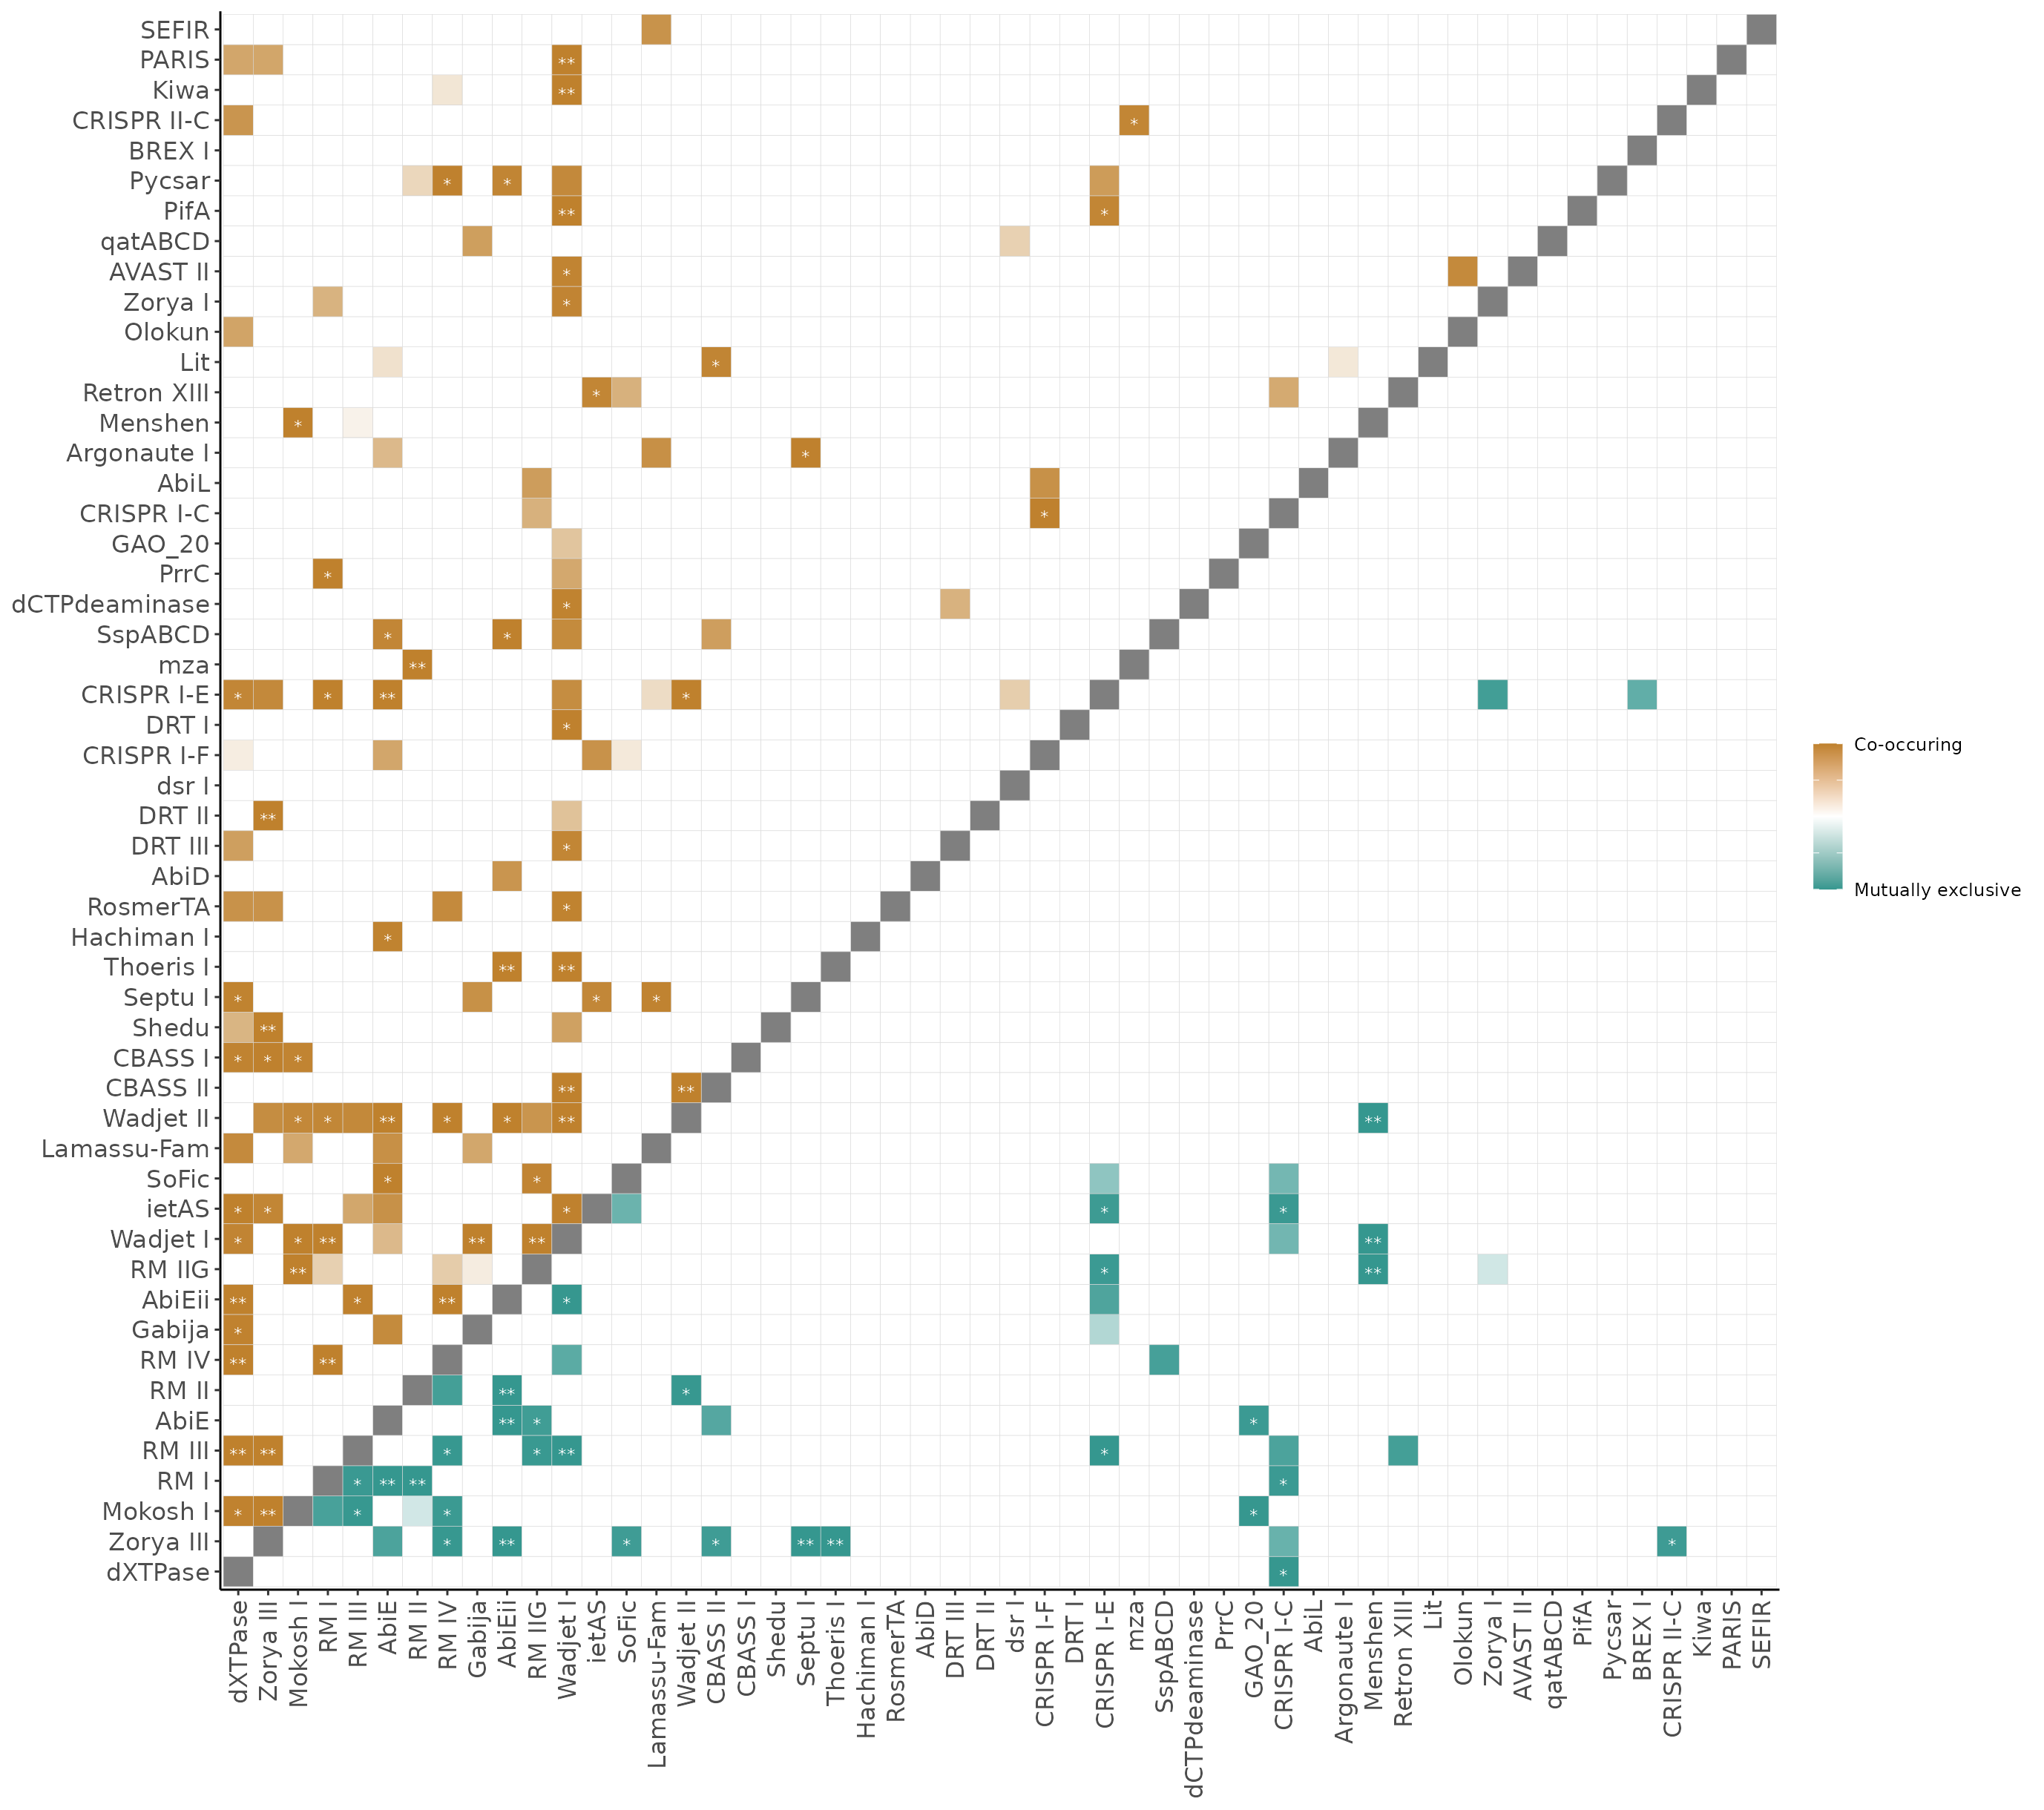 SEFIR
PARIS **
Kiwa **
CRISPR II-C *
BREX I
Pycsar * *
PifA ** *
qatABCD
AVAST II *
Zorya I *
Olokun
Lit *
Retron XIII *
Menshen *
Argonaute I *
AbiL
CRISPR I-C *
GAO_20
PrrC *
dCTPdeaminase *
SspABCD * *
mza **
CRISPR I-E * * ** *
DRT I *
CRISPR I-F
dsr I
DRT II **
DRT III *
AbiD
RosmerTA *
Hachiman I *
Thoeris I ** **
Septu I * * *
Shedu **
CBASS I * * *
CBASS II ** **
Wadjet II * * ** * * ** **
Lamassu-Fam
SoFic * *
ietAS * * * * *
Wadjet I * * ** ** ** **
RM IIG ** * **
AbiEii ** * ** *
Gabija *
RM IV ** **
RM II ** *
AbiE ** * *
RM III ** ** * * ** *
RM I * ** ** *
Mokosh I * ** * * *
Zorya III * ** * * ** ** *
dXTPase *
dXTPase
Zorya III
Mokosh I
RM I
RM III
AbiE
RM II
RM IV
Gabija
AbiEii
RM IIG
Wadjet I
ietAS
SoFic
Lamassu-Fam
Wadjet II
CBASS II
CBASS I
Shedu
Septu I
Thoeris I
Hachiman I
RosmerTA
AbiD
DRT III
DRT II
dsr I
CRISPR I-F
DRT I
CRISPR I-E
mza
SspABCD
dCTPdeaminase
PrrC
GAO_20
CRISPR I-C
AbiL
Argonaute I
Menshen
Retron XIII
Lit
Olokun
Zorya I
AVAST II
qatABCD
PifA
Pycsar
BREX I
CRISPR II-C
Kiwa
PARIS
SEFIR
Co-occuring
Mutually exclusive